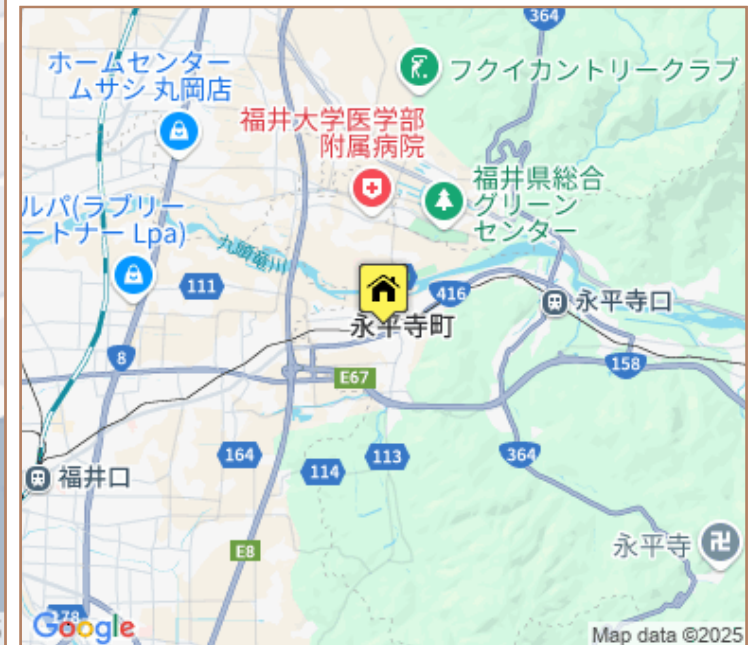 364
ホームセンター
ムサシ 丸岡店
フクイカントリークラブ
福井大学医学部
附属病院
福井県総合
グリーン
センター
ルパ(ラブリー
ートナー Lpa)
九頭竜川
111
416
永平寺口
永平寺町
8
E67
158
164
114
113
364
福井口
E8
永平寺
Google
Map data ©2025